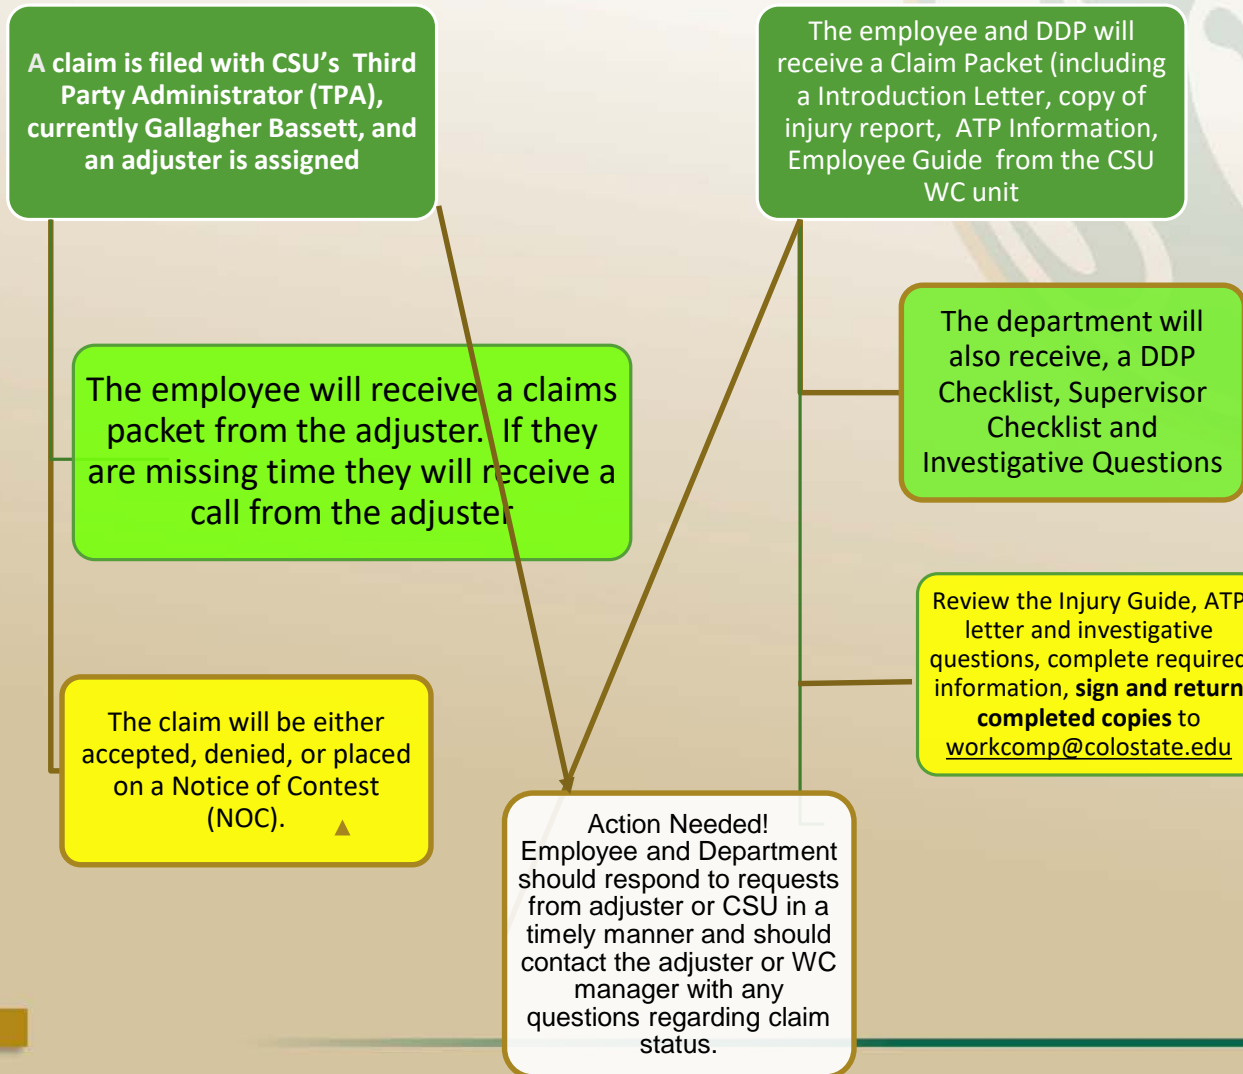 A claim is filed with CSU's Third
Party Administrator (TPA),
currently Gallagher Bassett, and
an adjuster is assigned
The employee and DDP will
receive a Claim Packet (including
a Introduction Letter, copy of
injury report, ATP Information,
Employee Guide from the CSU
WC unit
The employee will receive a claims
packet from the adjuster. If they
are missing time they will receive a
call from the adjuster
The department will
also receive, a DDP
Checklist, Supervisor
Checklist and
Investigative Questions
The claim will be either
accepted, denied, or placed
on a Notice of Contest
(NOC).
Review the Injury Guide, ATP
letter and investigative
questions, complete required
information, sign and return
completed copies to
workcomp@colostate.edu
Action Needed!
Employee and Department
should respond to requests
from adjuster or CSU in a
timely manner and should
contact the adjuster or WC
manager with any
questions regarding claim
status.